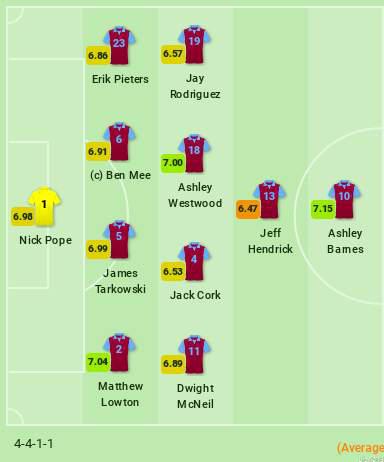 23
6.86
Erik Pieters
19
6.57
Jay
Rodriguez
6
6.91
(c) Ben Mee
18
7.00
Ashley
Westwood
1
6.98
Nick Pope
13
6.47
Jeff
Hendrick
10
7.15
Ashley
Barnes
5
6.99
James
Tarkowski
4
6.53
Jack Cork
2
7.04
Matthew
Lowton
11
6.89
Dwight
McNeil
4-4-1-1
(Average